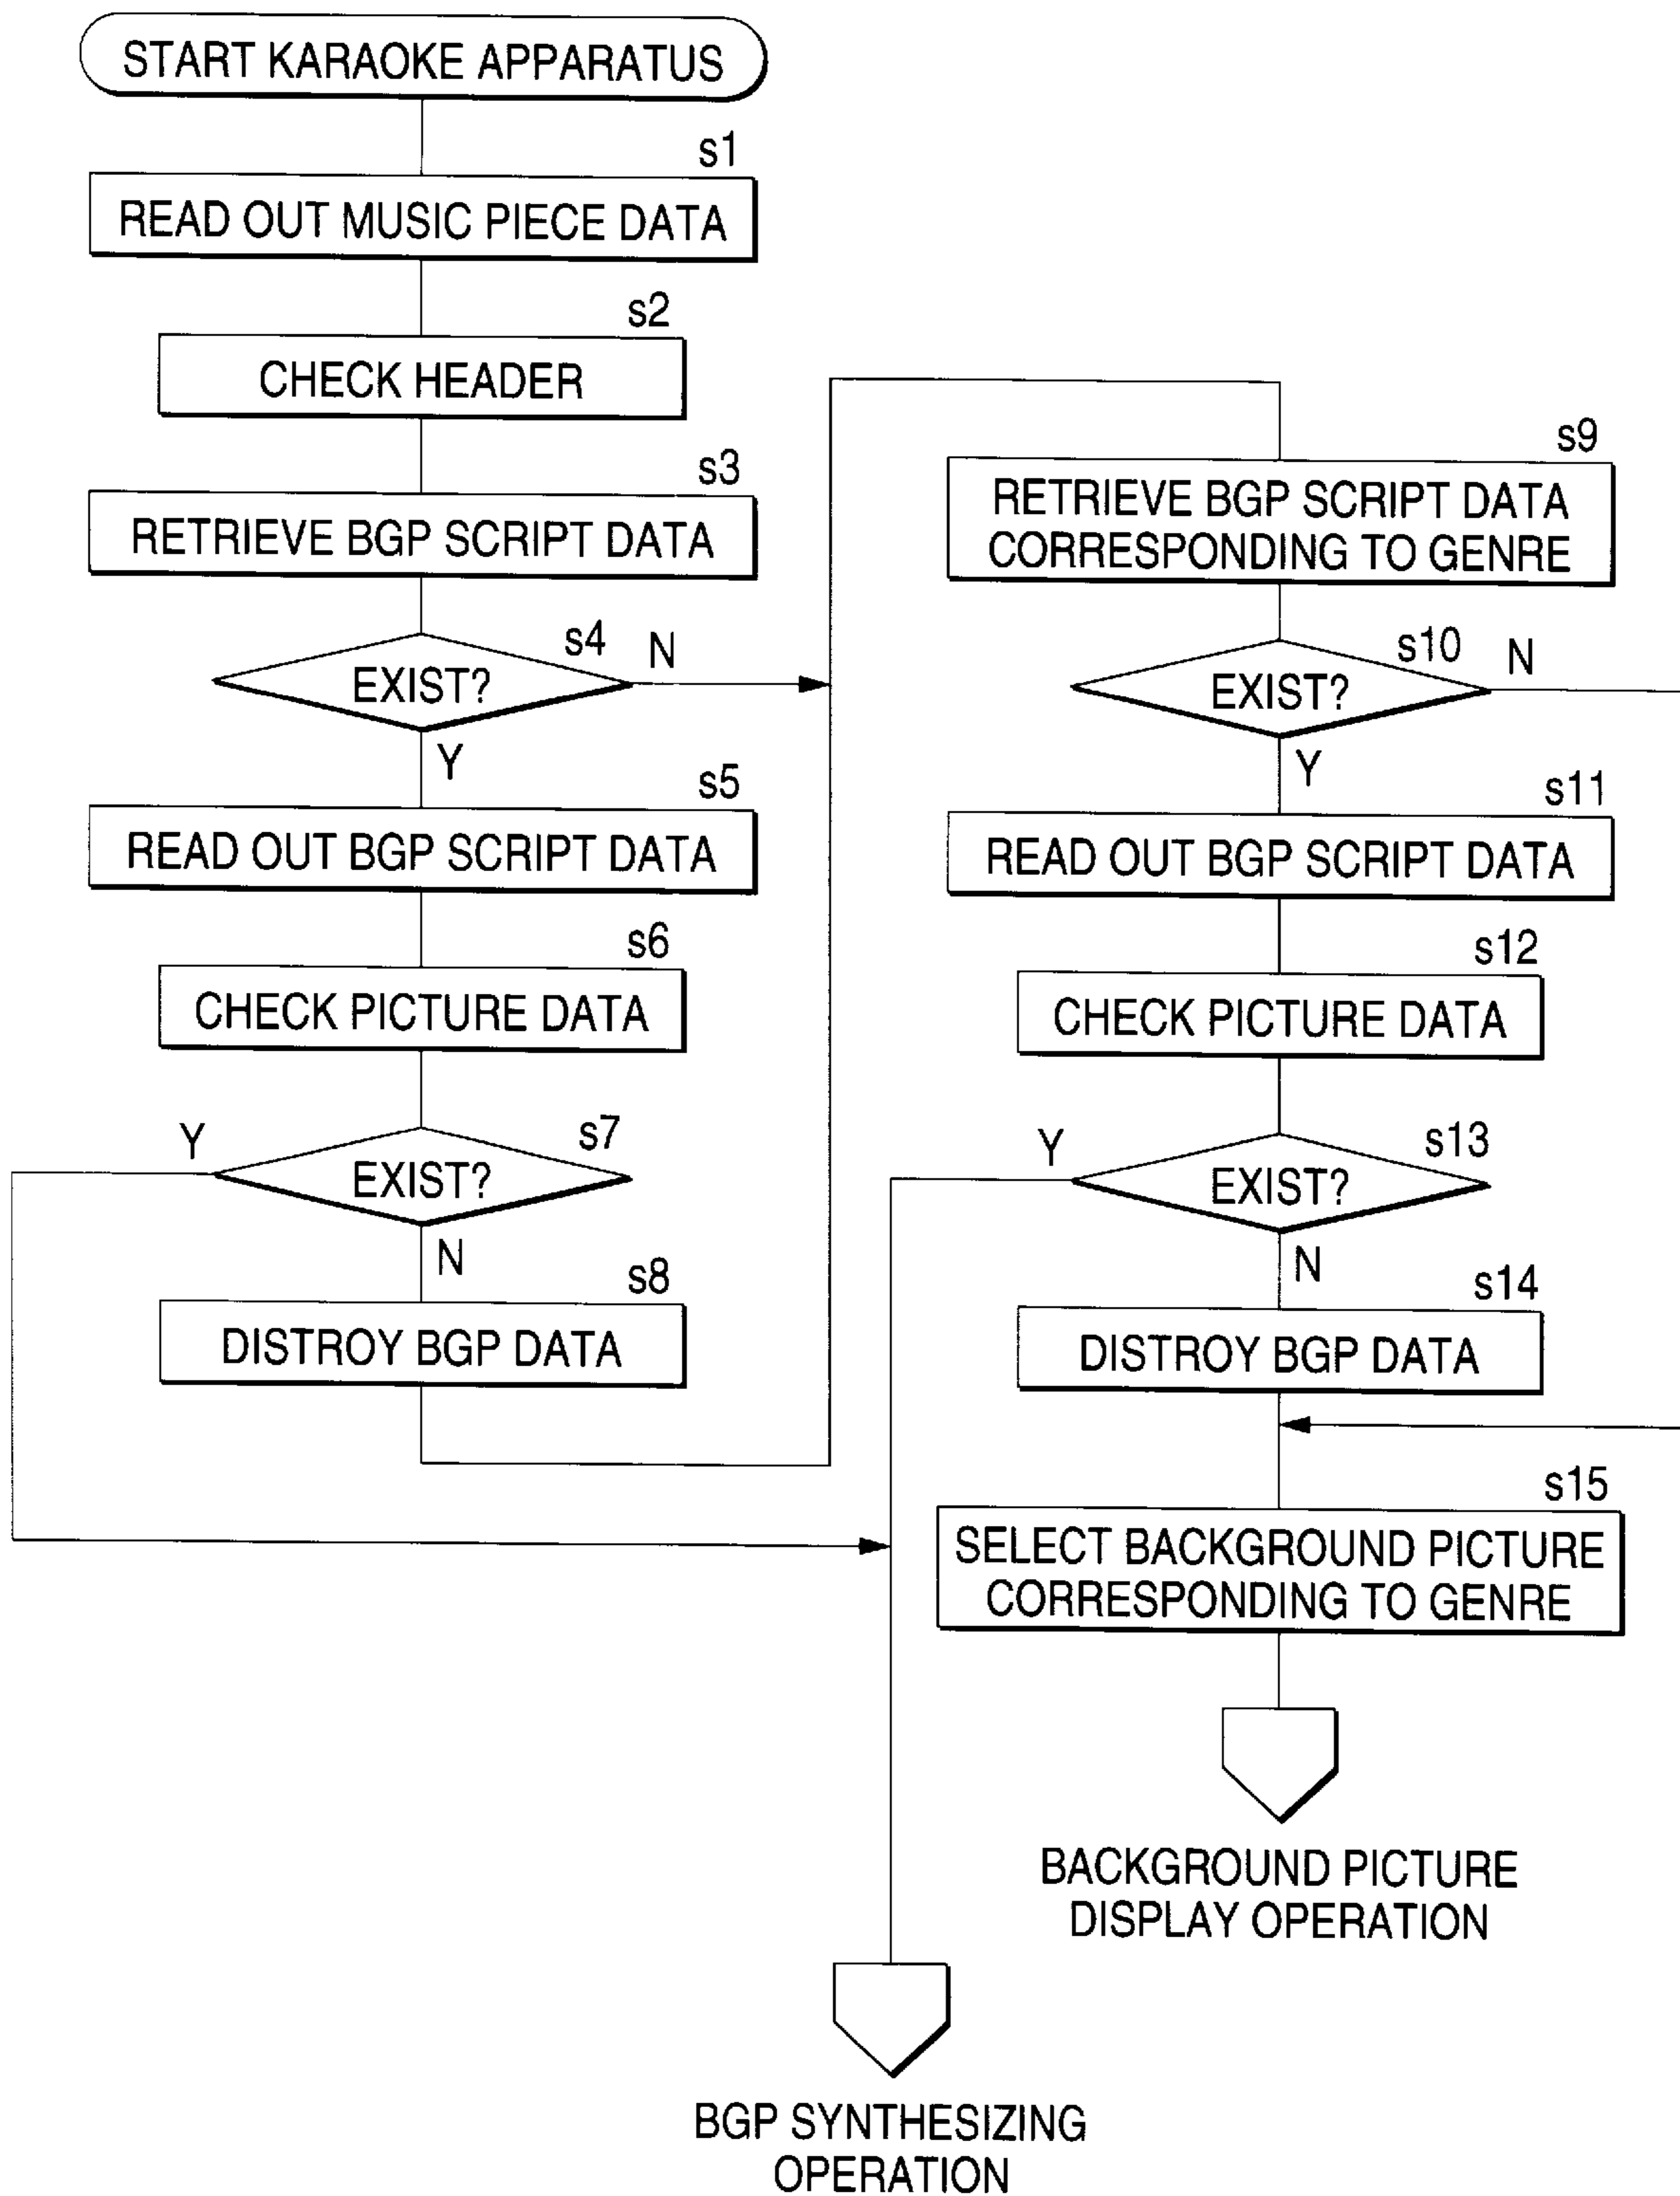 START KARAOKE APPARATUS
s1
READ OUT MUSIC PIECE DATA
s2
CHECK HEADER
s3
RETRIEVE BGP SCRIPT DATA
s4
N
EXIST?
Y
s5
READ OUT BGP SCRIPT DATA
s6
CHECK PICTURE DATA
s7
Y
EXIST?
N
s8
DISTROY BGP DATA
s9
RETRIEVE BGP SCRIPT DATA
CORRESPONDING TO GENRE
s10
N
EXIST?
Y
s11
READ OUT BGP SCRIPT DATA
s12
CHECK PICTURE DATA
s13
Y
EXIST?
N
s14
DISTROY BGP DATA
s15
SELECT BACKGROUND PICTURE
CORRESPONDING TO GENRE
BACKGROUND PICTURE
DISPLAY OPERATION
BGP SYNTHESIZING
OPERATION